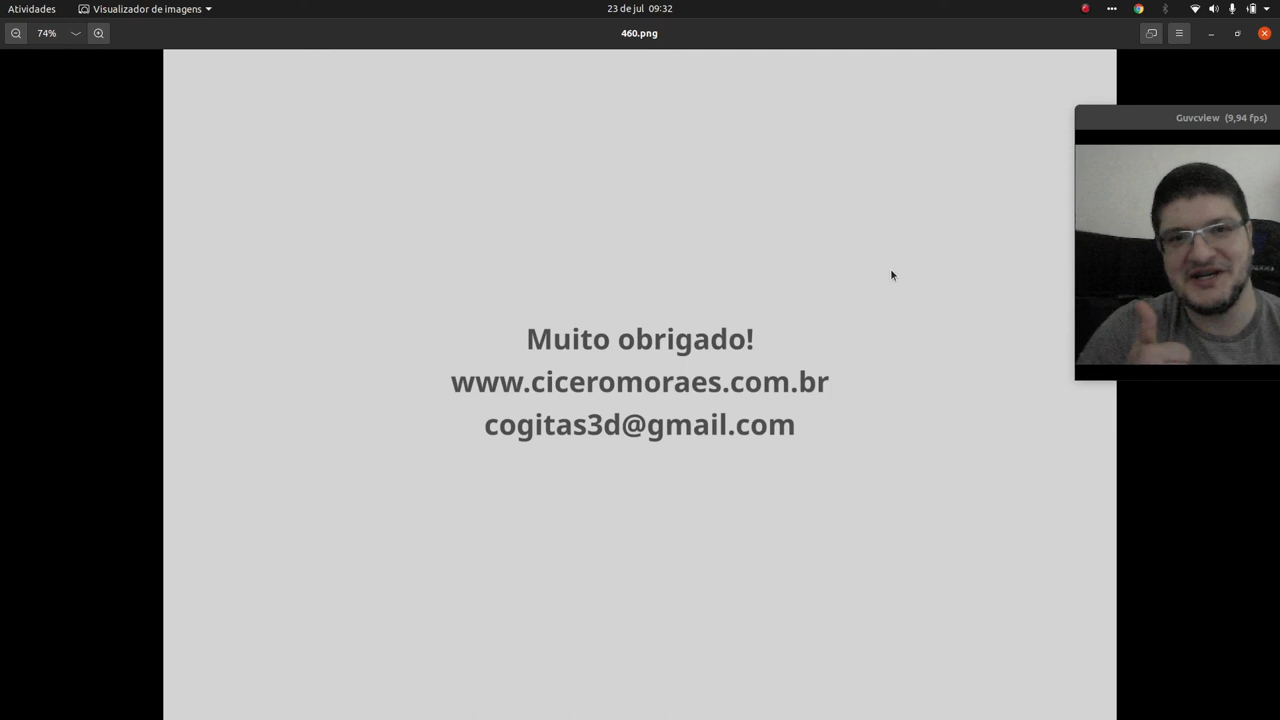 Atividades Visualizador de imagens 23 de jul 09:32
74% 460.png
Guvcview (9,94 fps)
Muito obrigado!
www.ciceromoraes.com.br
cogitas3d@gmail.com